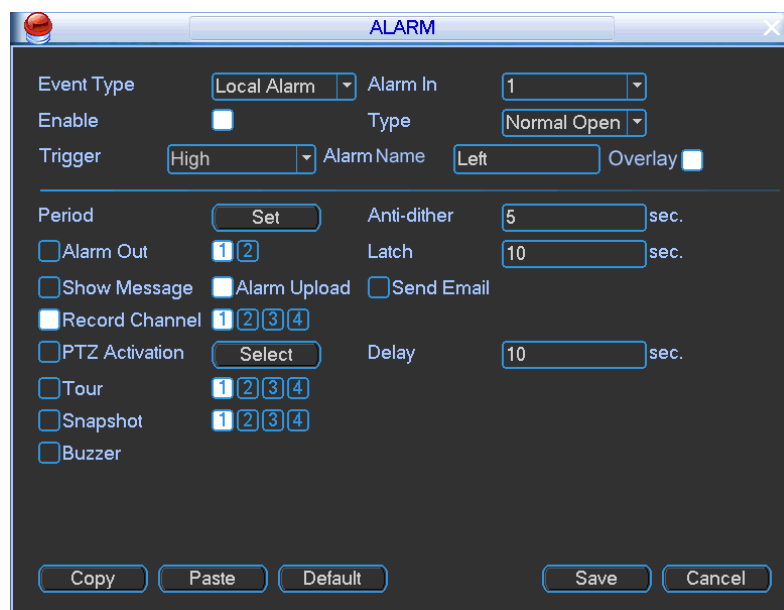 ALARM
Event Type Local Alarm Alarm In 1
Enable Type Normal Open
Trigger High Alarm Name Left Overlay
Period Set Anti-dither 5 sec.
Alarm Out 1 2 Latch 10 sec.
Show Message Alarm Upload Send Email
Record Channel 1 2 3 4
PTZ Activation Select Delay 10 sec.
Tour 1 2 3 4
Snapshot 1 2 3 4
Buzzer
Copy Paste Default Save Cancel